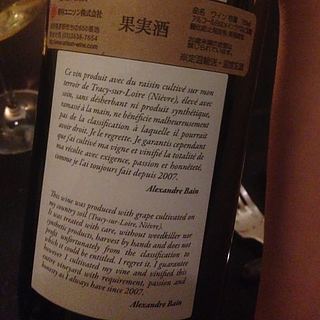 果実酒
Ce vin produit avec du raisin cultivé sur mon
terroir de Tracy-sur-Loire (Nièvre), élevé avec
soin, sans désherbant ni produit synthétique,
ramassé à la main, ne bénéficie malheureusement
pas de la classification à laquelle il pourrait
avoir droit. Je le regrette. Je garantis cependant
que j'ai cultivé ma vigne et vinifié la totalité de
ma récolte avec exigence, passion et honnêteté,
comme je l'ai toujours fait depuis 2007.
Alexandre Bain
This wine was produced with grape cultivated on
my country soil (Tracy-sur-Loire, Nièvre).
It was treated with care, without weedkiller nor
synthetic products, harvest by hands and does not
profit unfortunately from the classification to
which it could be entitled. I regret it. I guarantee
however I cultivated my vine and vinified this
entire vineyard with requirement, passion and
honesty as I always have since 2007.
Alexandre Bain